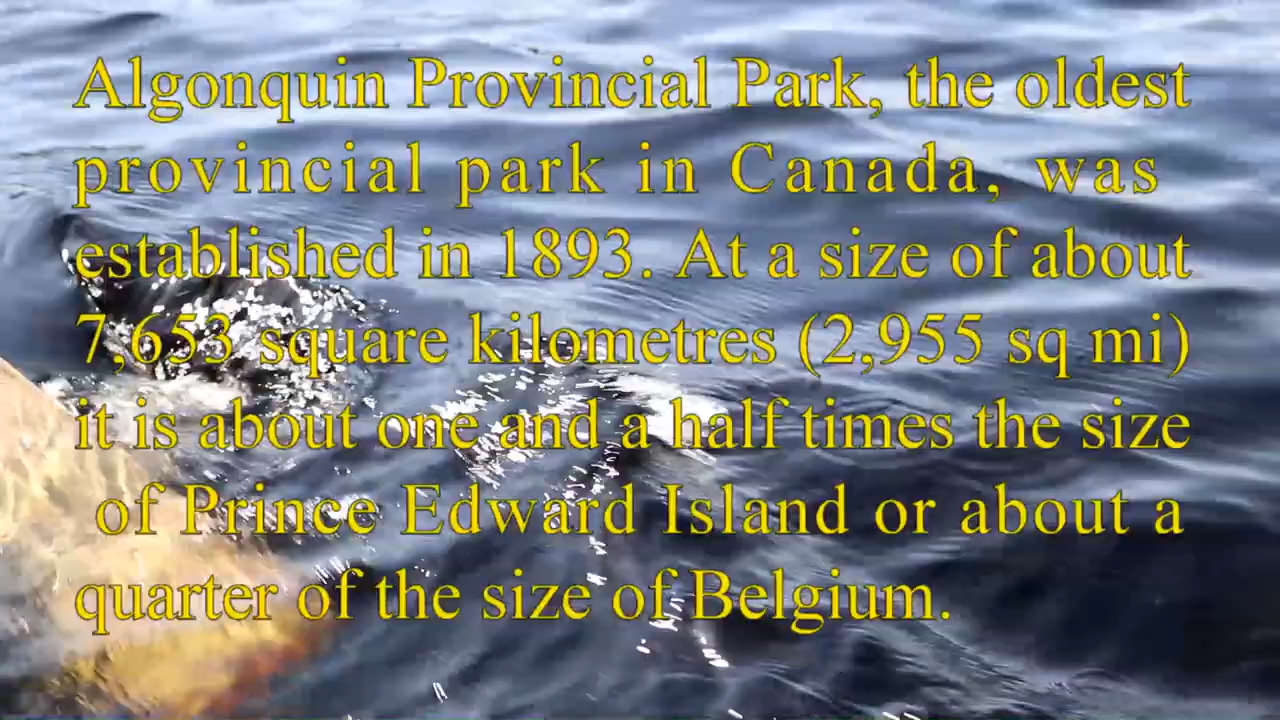 Algonquin Provincial Park, the oldest
provincial park in Canada, was
established in 1893. At a size of about
7,653 square kilometres (2,955 sq mi)
it is about one and a half times the size
of Prince Edward Island or about a
quarter of the size of Belgium.